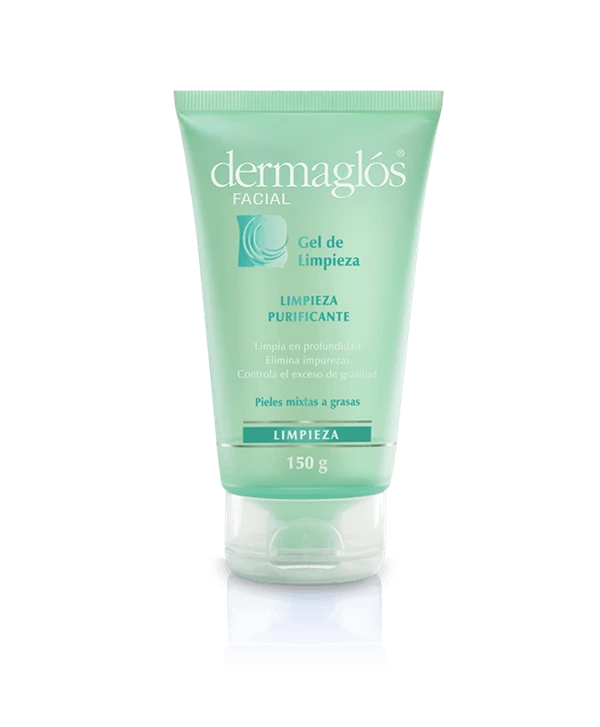 dermaglós®
FACIAL
Gel de
Limpieza
LIMPIEZA
PURIFICANTE
Limpia en profundidad
Elimina impurezas
Controla el exceso de grasitud
Pieles mixtas a grasas
LIMPIEZA
150 g